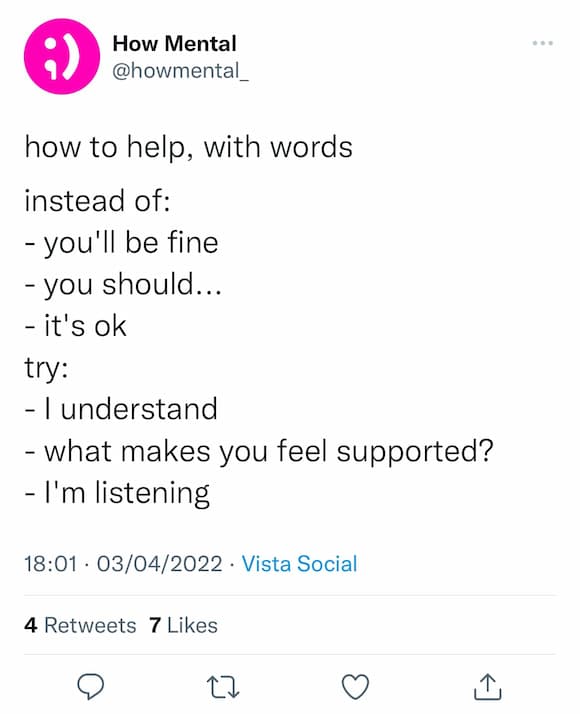 How Mental
@howmental_
how to help, with words
instead of:
- you'll be fine
- you should...
- it's ok
try:
- I understand
- what makes you feel supported?
- I'm listening
18:01 · 03/04/2022 · Vista Social
4 Retweets 7 Likes